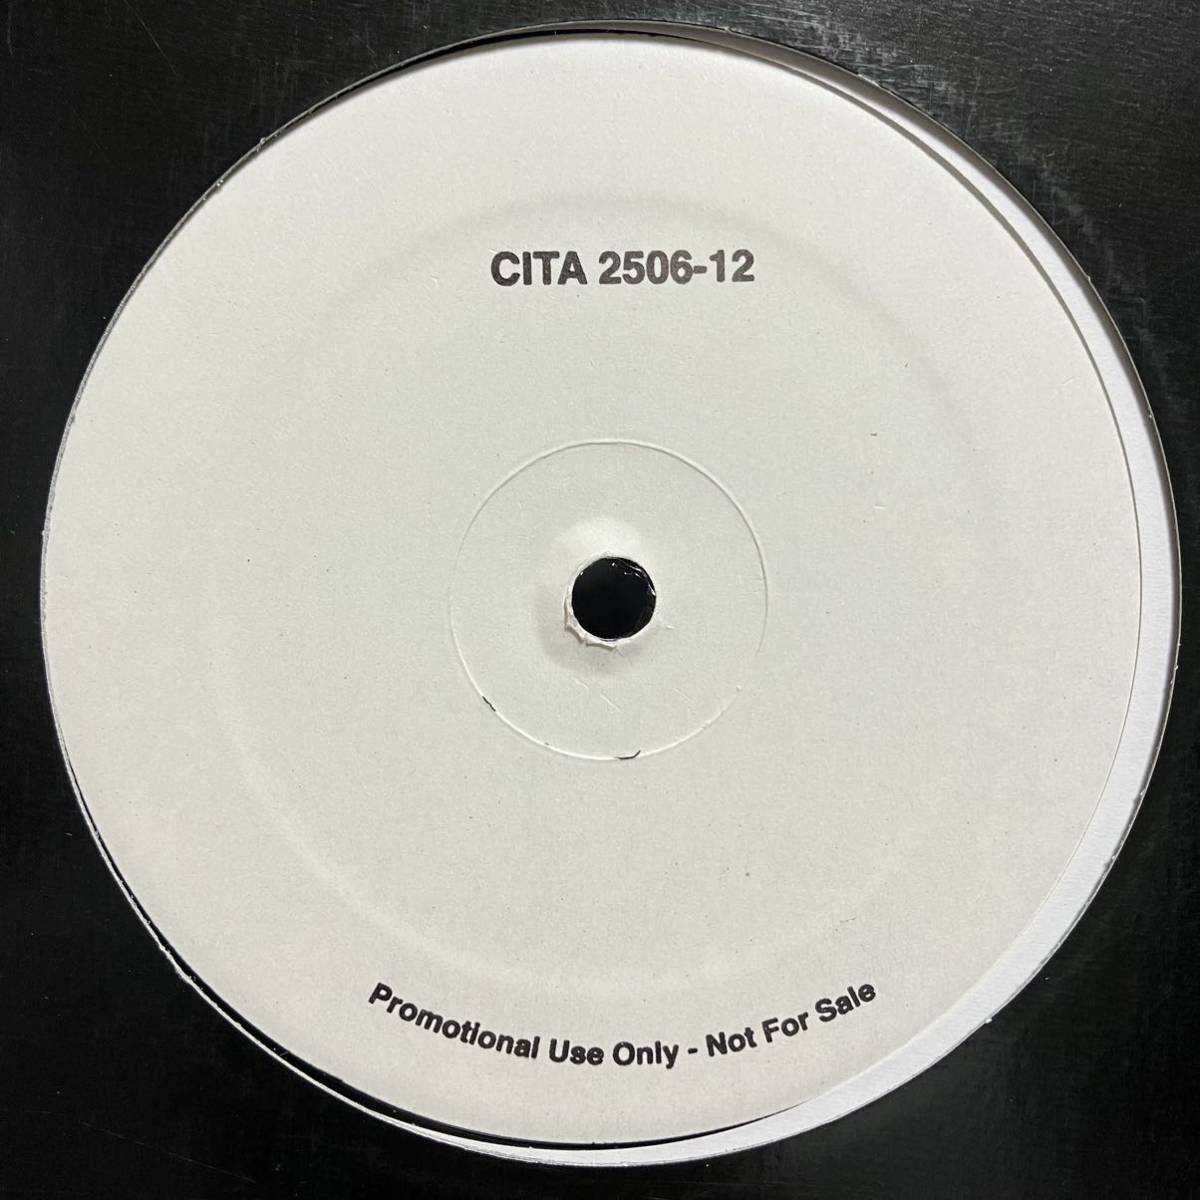 CITA 2506-12
Promotional Use Only - Not For Sale